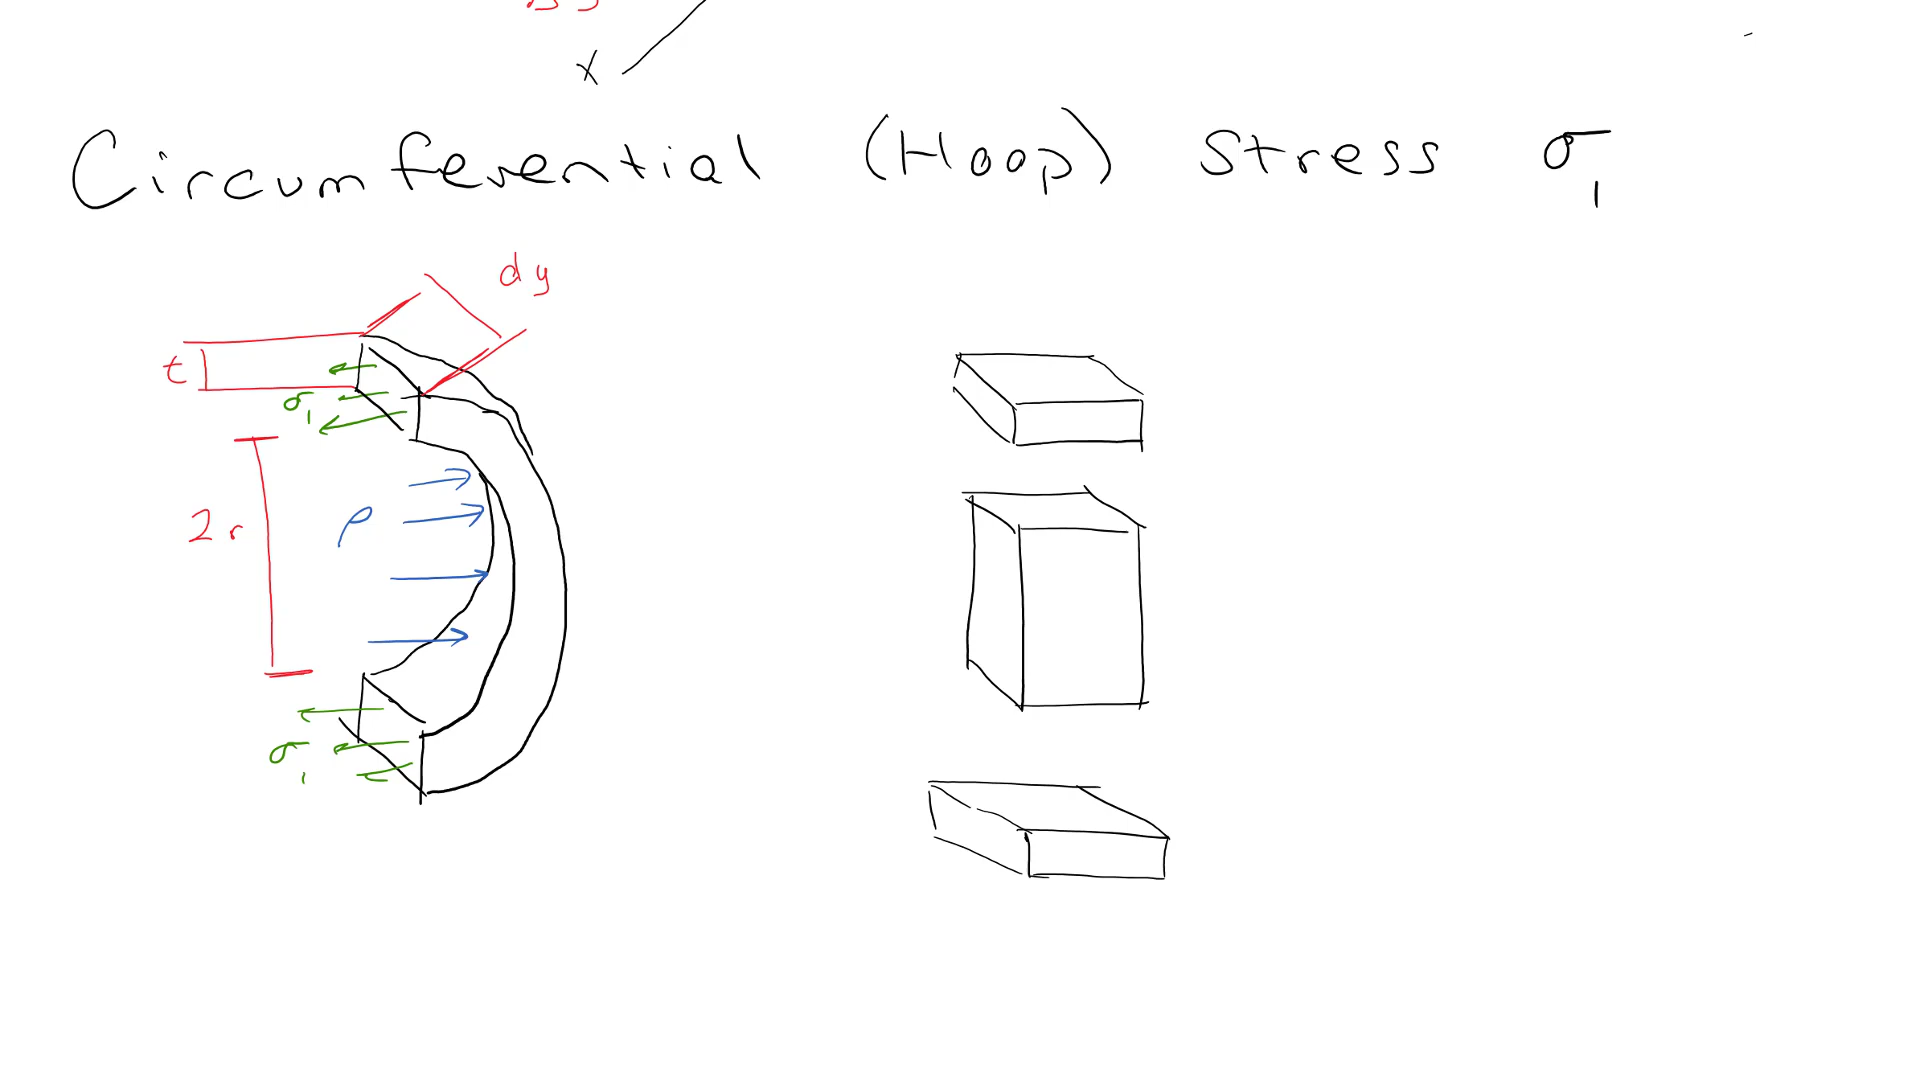 x
Circumferential (Hoop) Stress σ₁
dy
t
σ₁
2r
p
σ₁